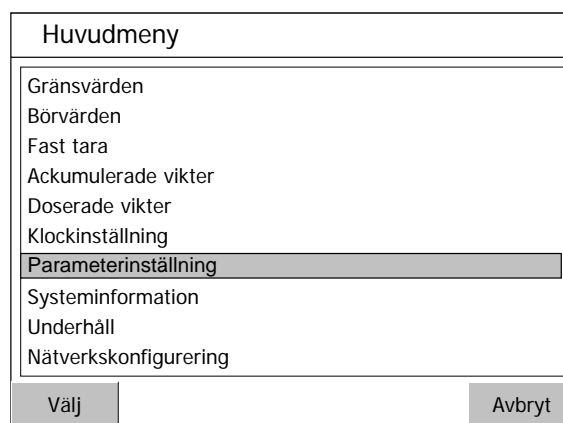 Huvudmeny
Gränsvärden
Börvärden
Fast tara
Ackumulerade vikter
Doserade vikter
Klockinställning
Parameterinställning
Systeminformation
Underhåll
Nätverkskonfigurering
Välj
Avbryt